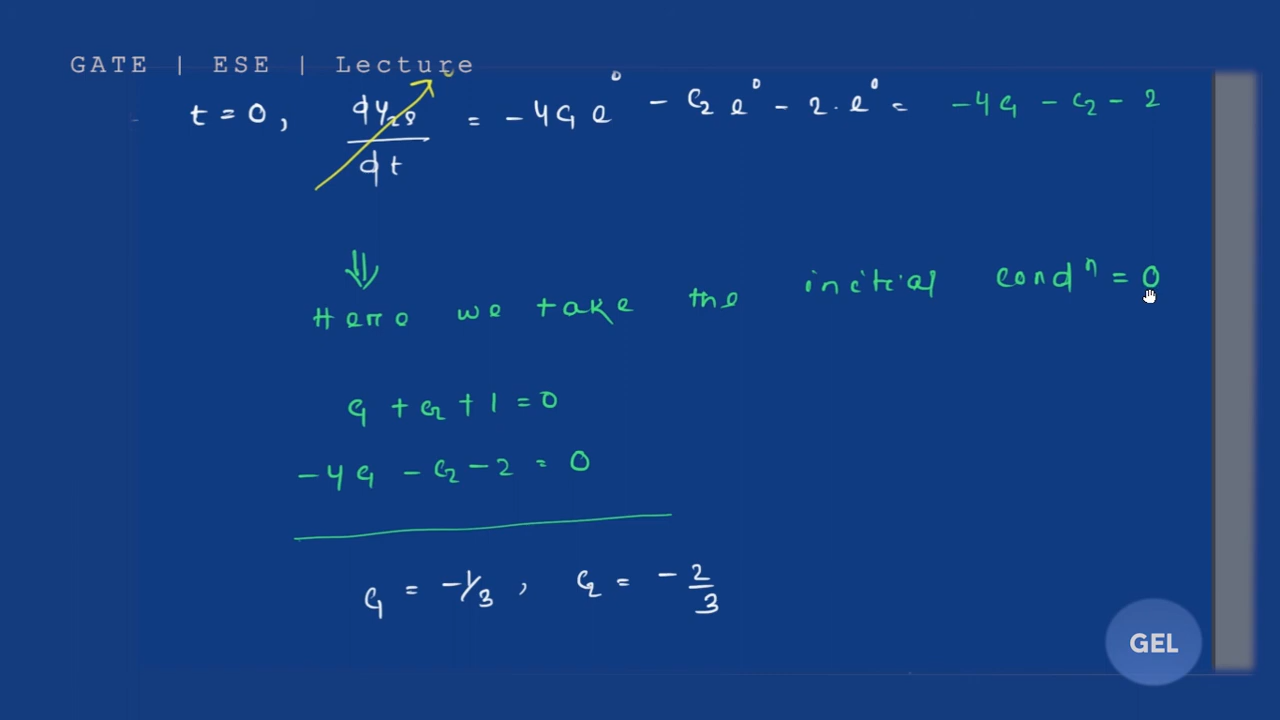 GATE | ESE | Lecture
t = 0, dy_zs/dt = -4C₁e⁰ - C₂e⁰ - 2·e⁰ = -4C₁ - C₂ - 2
0
⇓
Here we take the initial condⁿ = 0
C₁ + C₂ + 1 = 0
-4C₁ - C₂ - 2 = 0
C₁ = -1/3, C₂ = -2/3
GEL